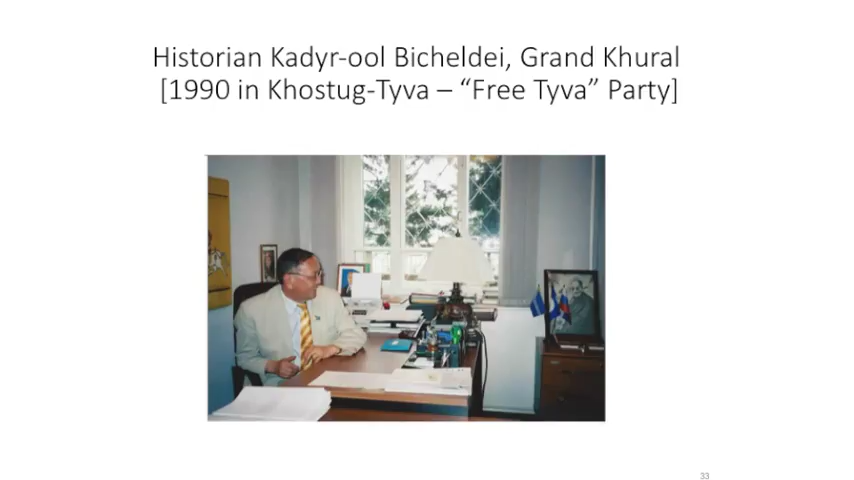 Historian Kadyr-ool Bicheldei, Grand Khural
[1990 in Khostug-Tyva – “Free Tyva” Party]
33